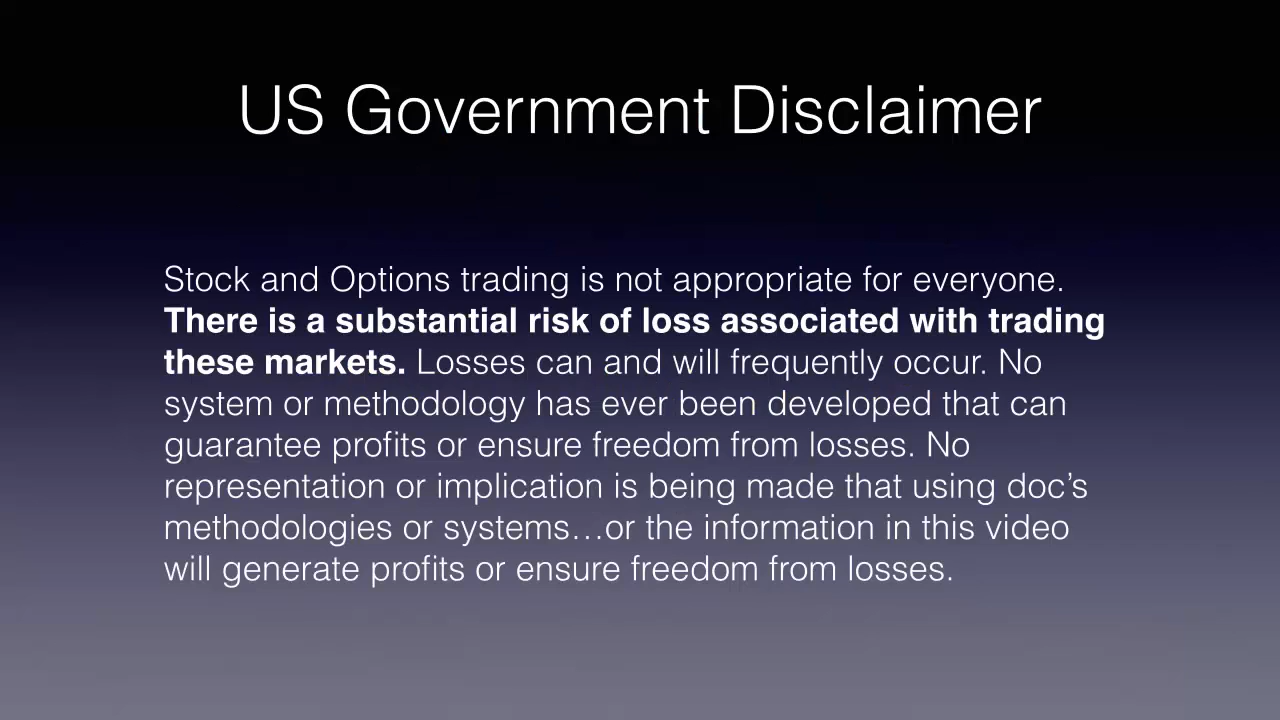 US Government Disclaimer
Stock and Options trading is not appropriate for everyone.
There is a substantial risk of loss associated with trading
these markets. Losses can and will frequently occur. No
system or methodology has ever been developed that can
guarantee profits or ensure freedom from losses. No
representation or implication is being made that using doc’s
methodologies or systems…or the information in this video
will generate profits or ensure freedom from losses.